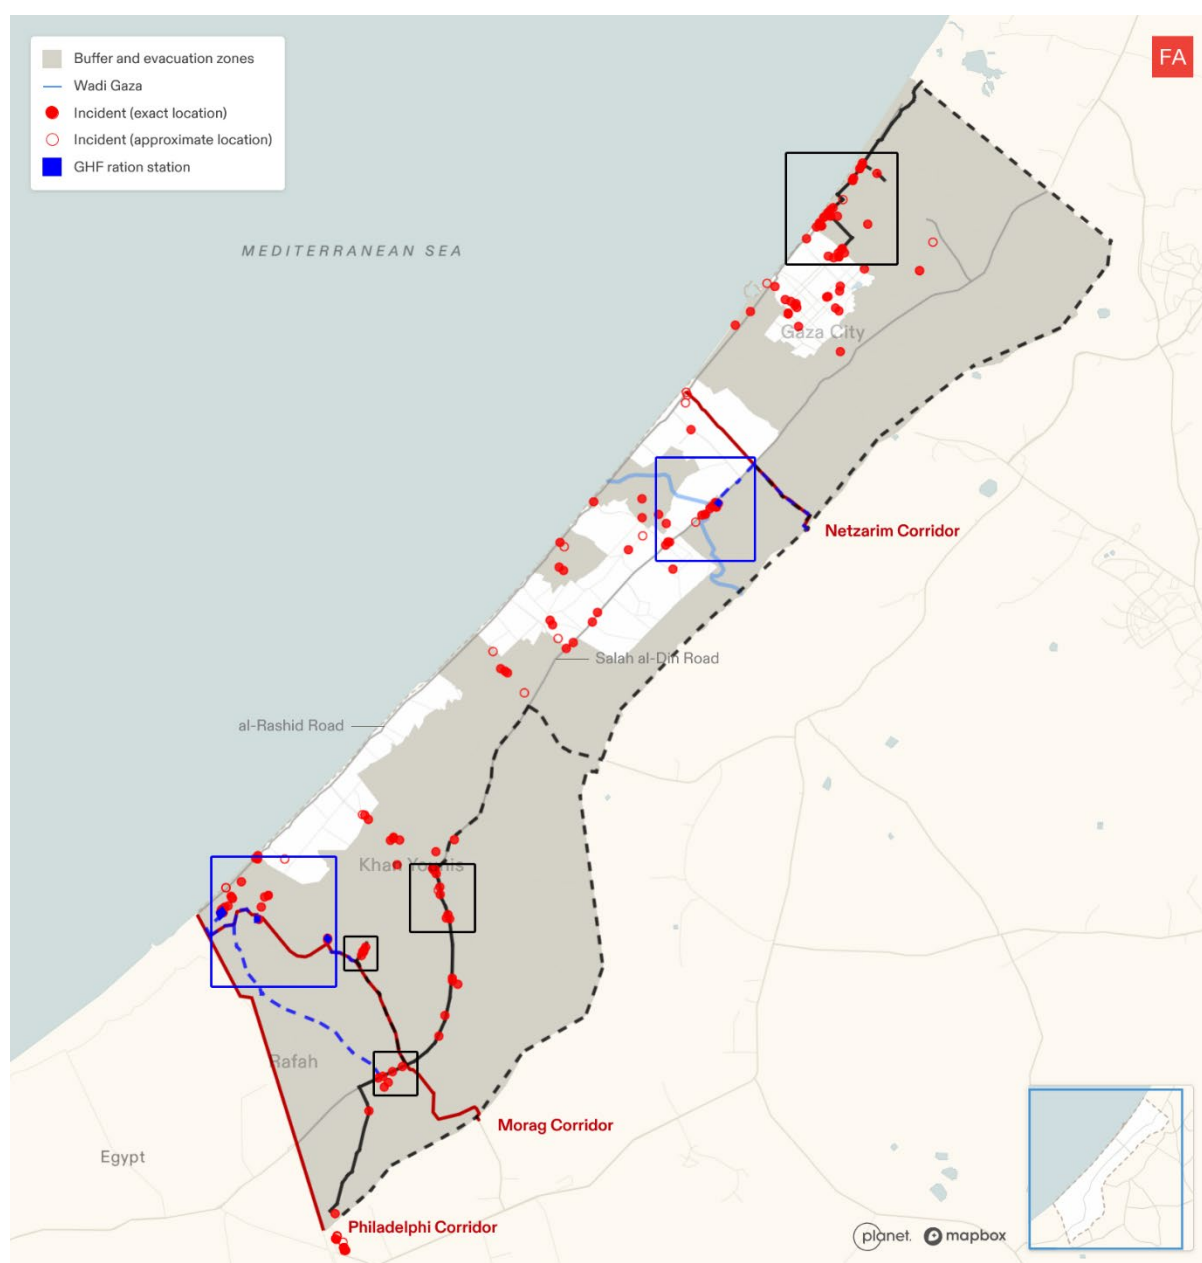 Buffer and evacuation zones
Wadi Gaza
Incident (exact location)
Incident (approximate location)
GHF ration station
FA
MEDITERRANEAN SEA
Gaza City
Netzarim Corridor
Salah al-Din Road
al-Rashid Road
Khan Younis
Rafah
Morag Corridor
Egypt
Philadelphi Corridor
planet. mapbox